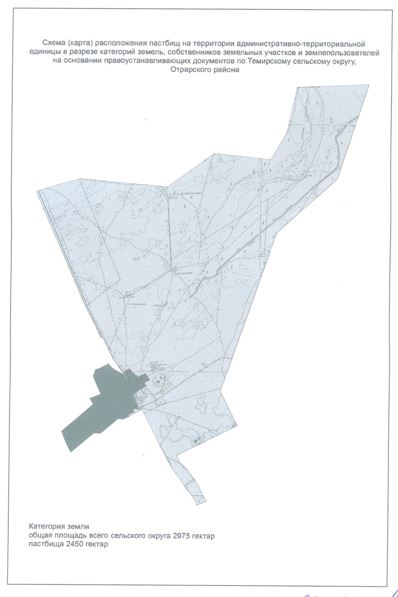 Схема (карта) расположения пастбищ на территории административно-территориальной
единицы в разрезе категорий земель, собственников земельных участков и землепользователей
на основании правоустанавливающих документов по Темирскому сельскому округу,
Отрарского района
Категория земли
общая площадь всего сельского округа 2975 гектар
пастбища 2450 гектар